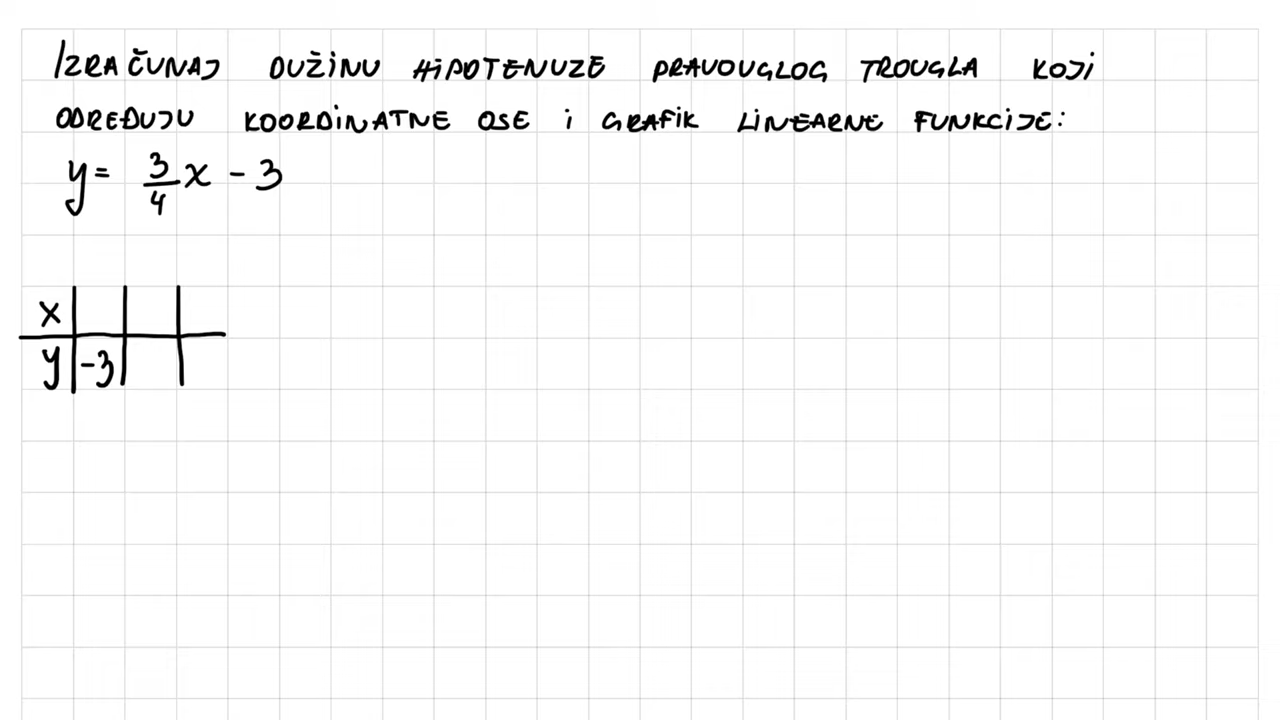 IZRAČUNAJ DUŽINU HIPOTENUZE PRAVOUGLOG TROUGLA KOJI
ODREĐUJU KOORDINATNE OSE I GRAFIK LINEARNE FUNKCIJE:
y = 3/4 x - 3
x
y -3